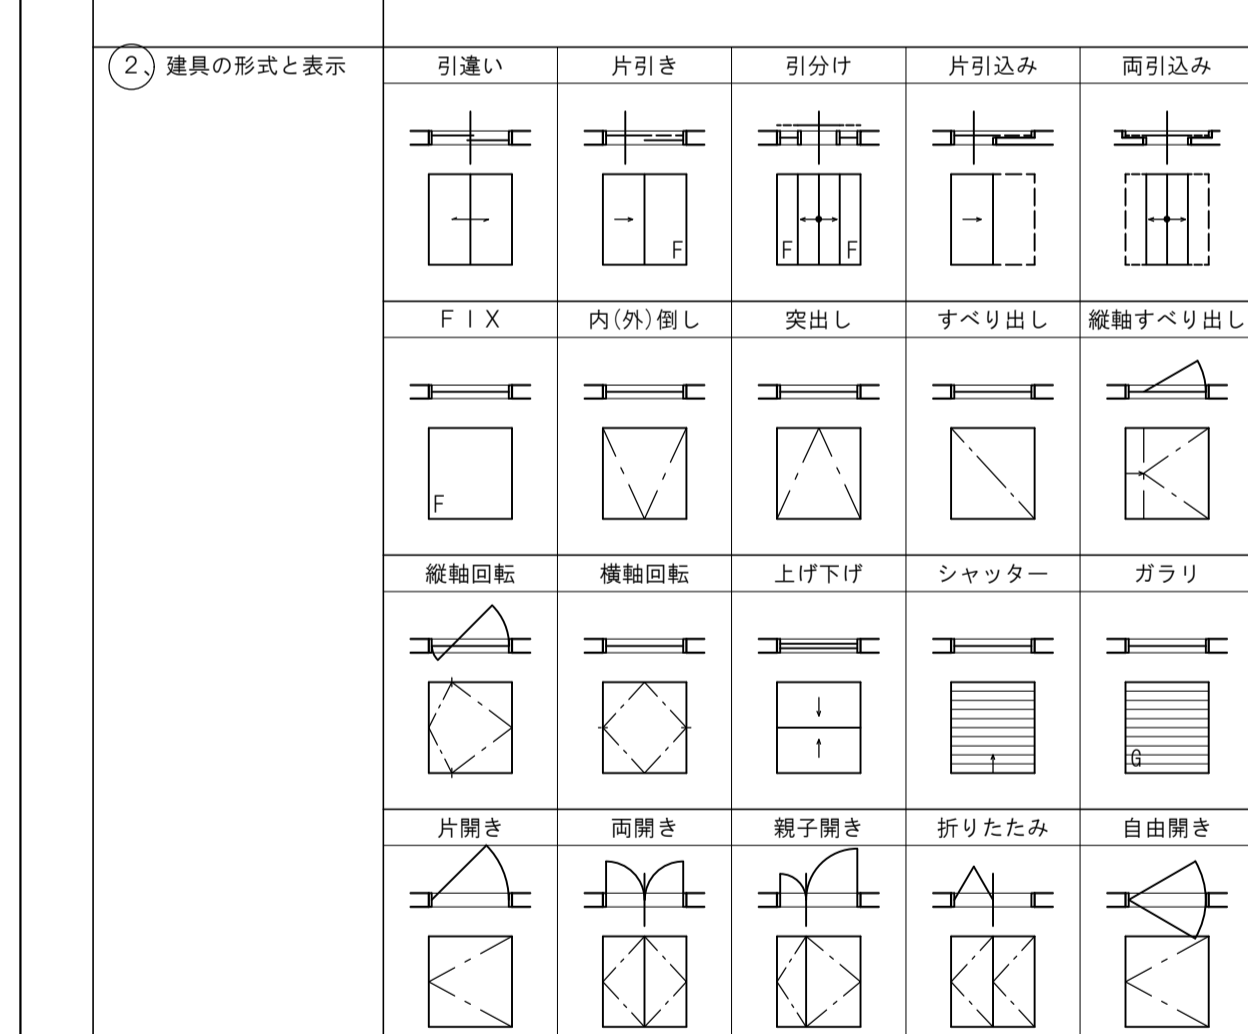 2、建具の形式と表示
引違い 片引き 引分け 片引込み 両引込み
F F F
FIX 内(外)倒し 突出し すべり出し 縦軸すべり出し
F
縦軸回転 横軸回転 上げ下げ シャッター ガラリ
G
片開き 両開き 親子開き 折りたたみ 自由開き